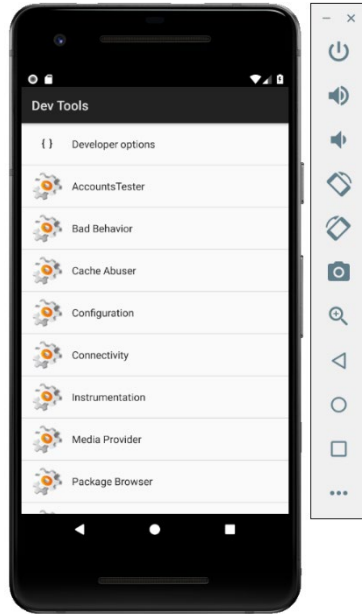 Dev Tools
{ } Developer options
AccountsTester
Bad Behavior
Cache Abuser
Configuration
Connectivity
Instrumentation
Media Provider
Package Browser